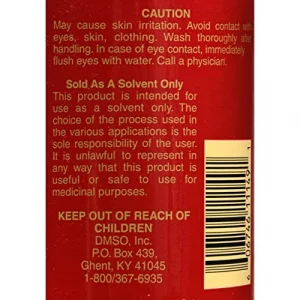 CAUTION
May cause skin irritation. Avoid contact with
eyes, skin, clothing. Wash thoroughly after
handling. In case of eye contact, immediately
flush eyes with water. Call a physician.
Sold As A Solvent Only
This product is intended for
use as a solvent only. The
choice of the process used in
the various applications is the
sole responsibility of the user.
It is unlawful to represent in
any way that this product is
useful or safe to use for
medicinal purposes.
KEEP OUT OF REACH OF
CHILDREN
DMSO, Inc.
P.O. Box 439,
Ghent, KY 41045
1-800/367-6935